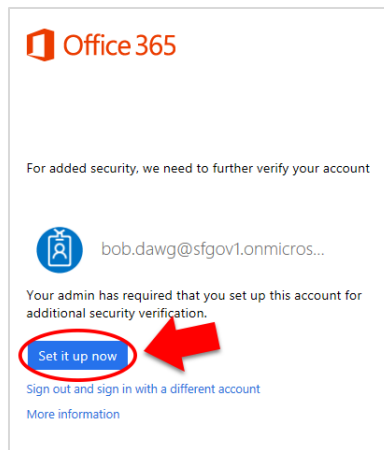 Office 365
For added security, we need to further verify your account
bob.dawg@sfgov1.onmicros...
Your admin has required that you set up this account for
additional security verification.
Set it up now
Sign out and sign in with a different account
More information